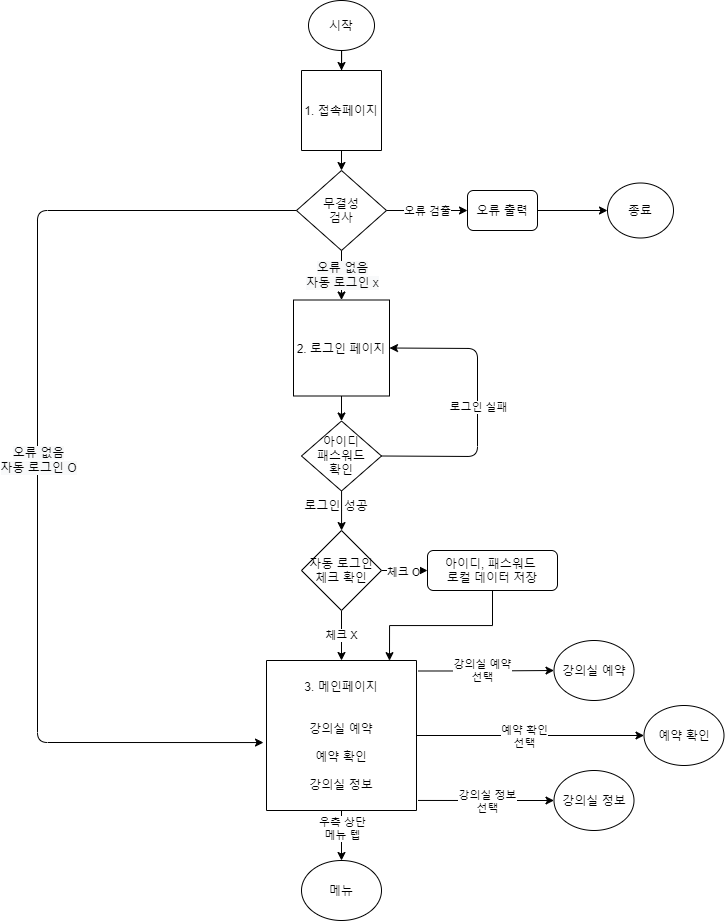 시작
1. 접속페이지
무결성
검사
오류 검출
오류 출력
종료
오류 없음
자동 로그인 x
2. 로그인 페이지
로그인 실패
아이디
패스워드
확인
오류 없음
자동 로그인 O
로그인 성공
자동 로그인
체크 확인
체크 O
아이디, 패스워드
로컬 데이터 저장
체크 X
3. 메인페이지
강의실 예약
예약 확인
강의실 정보
강의실 예약
선택
강의실 예약
예약 확인
선택
예약 확인
강의실 정보
선택
강의실 정보
우측 상단
메뉴 텝
메뉴